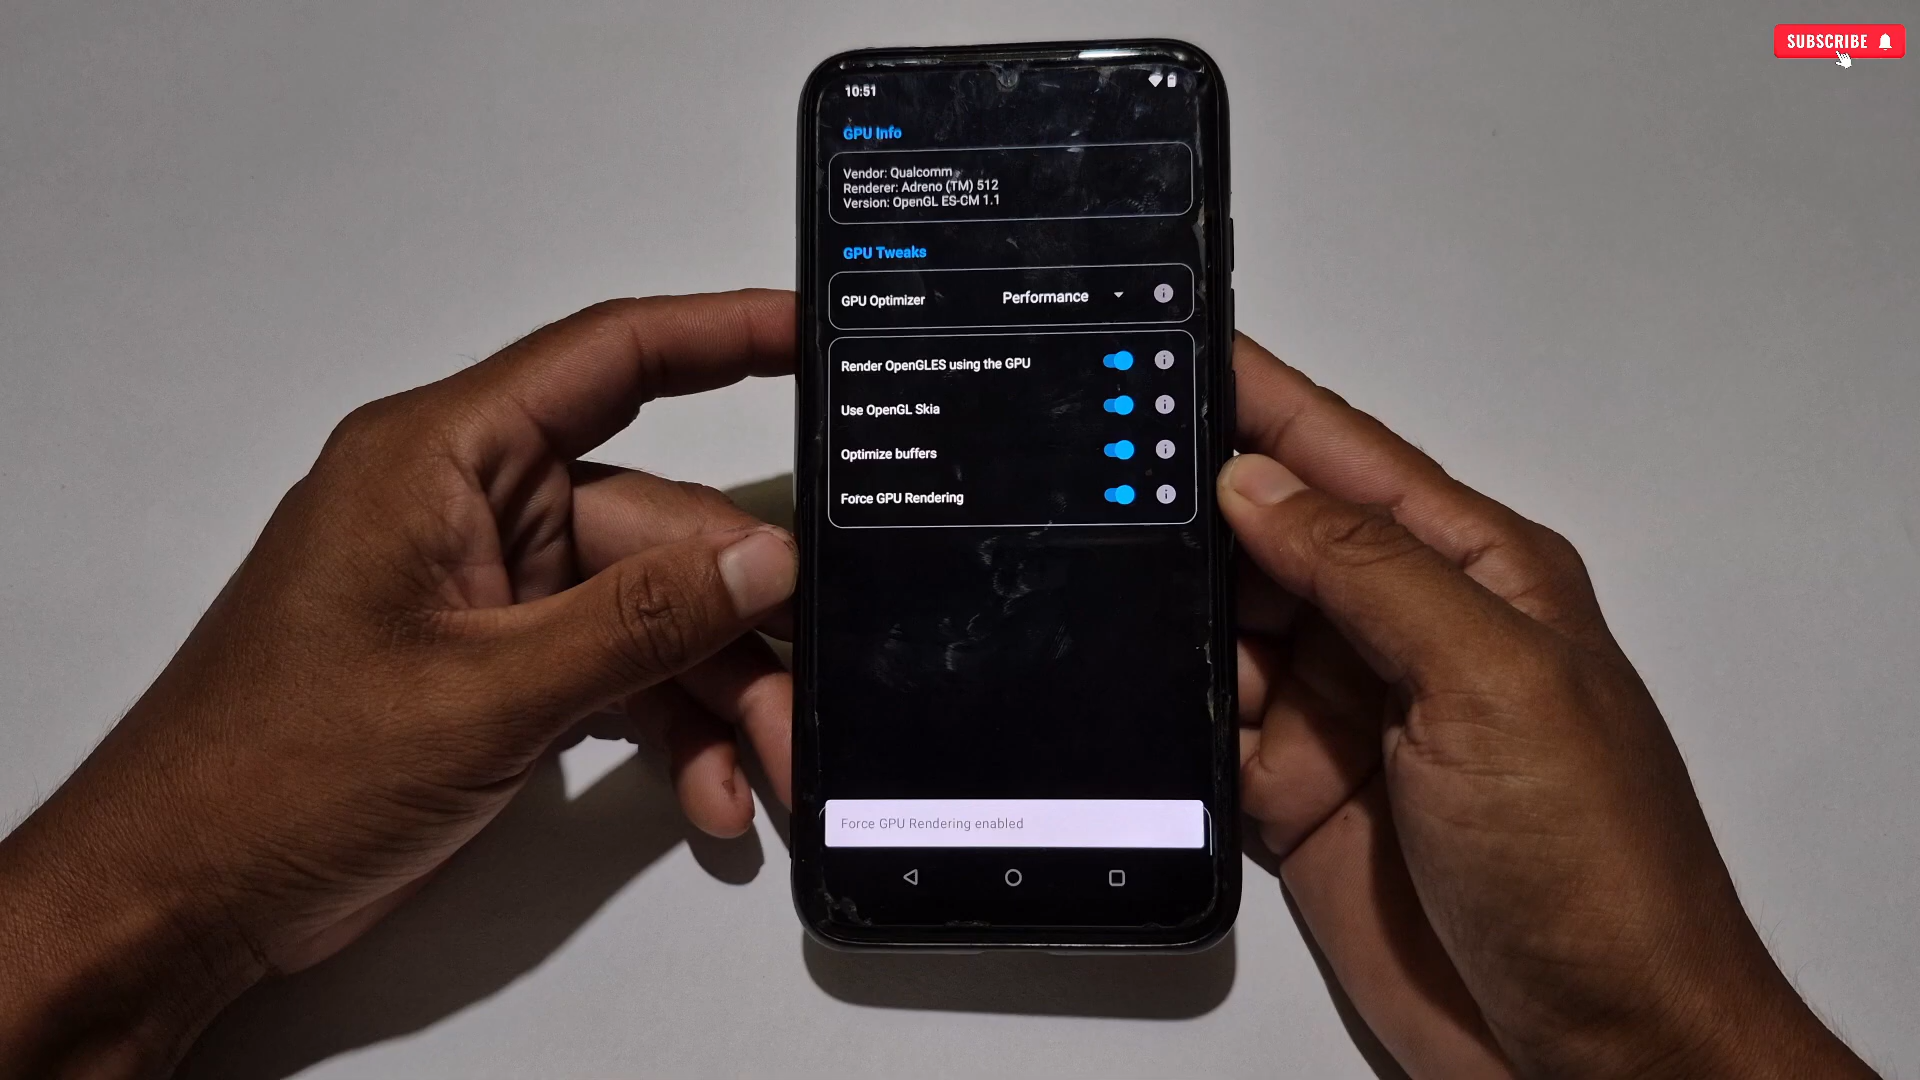 SUBSCRIBE
10:51
GPU Info
Vendor: Qualcomm
Renderer: Adreno (TM) 512
Version: OpenGL ES-CM 1.1
GPU Tweaks
GPU Optimizer Performance
Render OpenGLES using the GPU
Use OpenGL Skia
Optimize buffers
Force GPU Rendering
Force GPU Rendering enabled